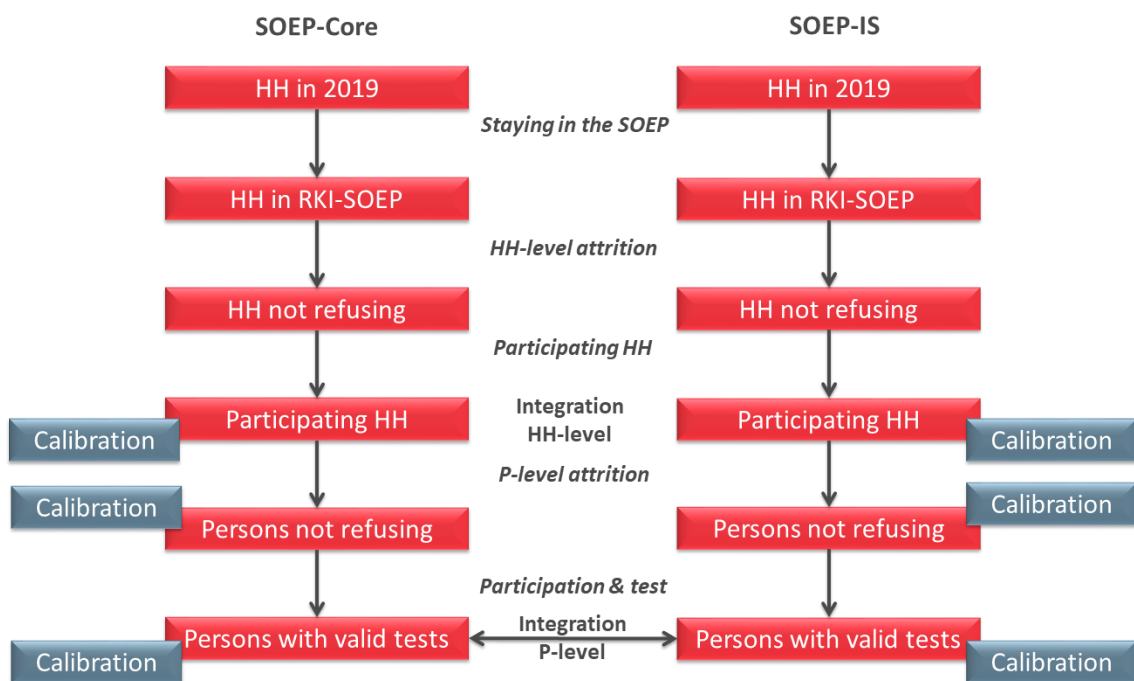 SOEP-Core
SOEP-IS
HH in 2019
HH in 2019
Staying in the SOEP
HH in RKI-SOEP
HH in RKI-SOEP
HH-level attrition
HH not refusing
HH not refusing
Participating HH
Participating HH
Integration
HH-level
Participating HH
Calibration
Calibration
P-level attrition
Calibration
Calibration
Persons not refusing
Persons not refusing
Participation & test
Persons with valid tests
Integration
P-level
Persons with valid tests
Calibration
Calibration